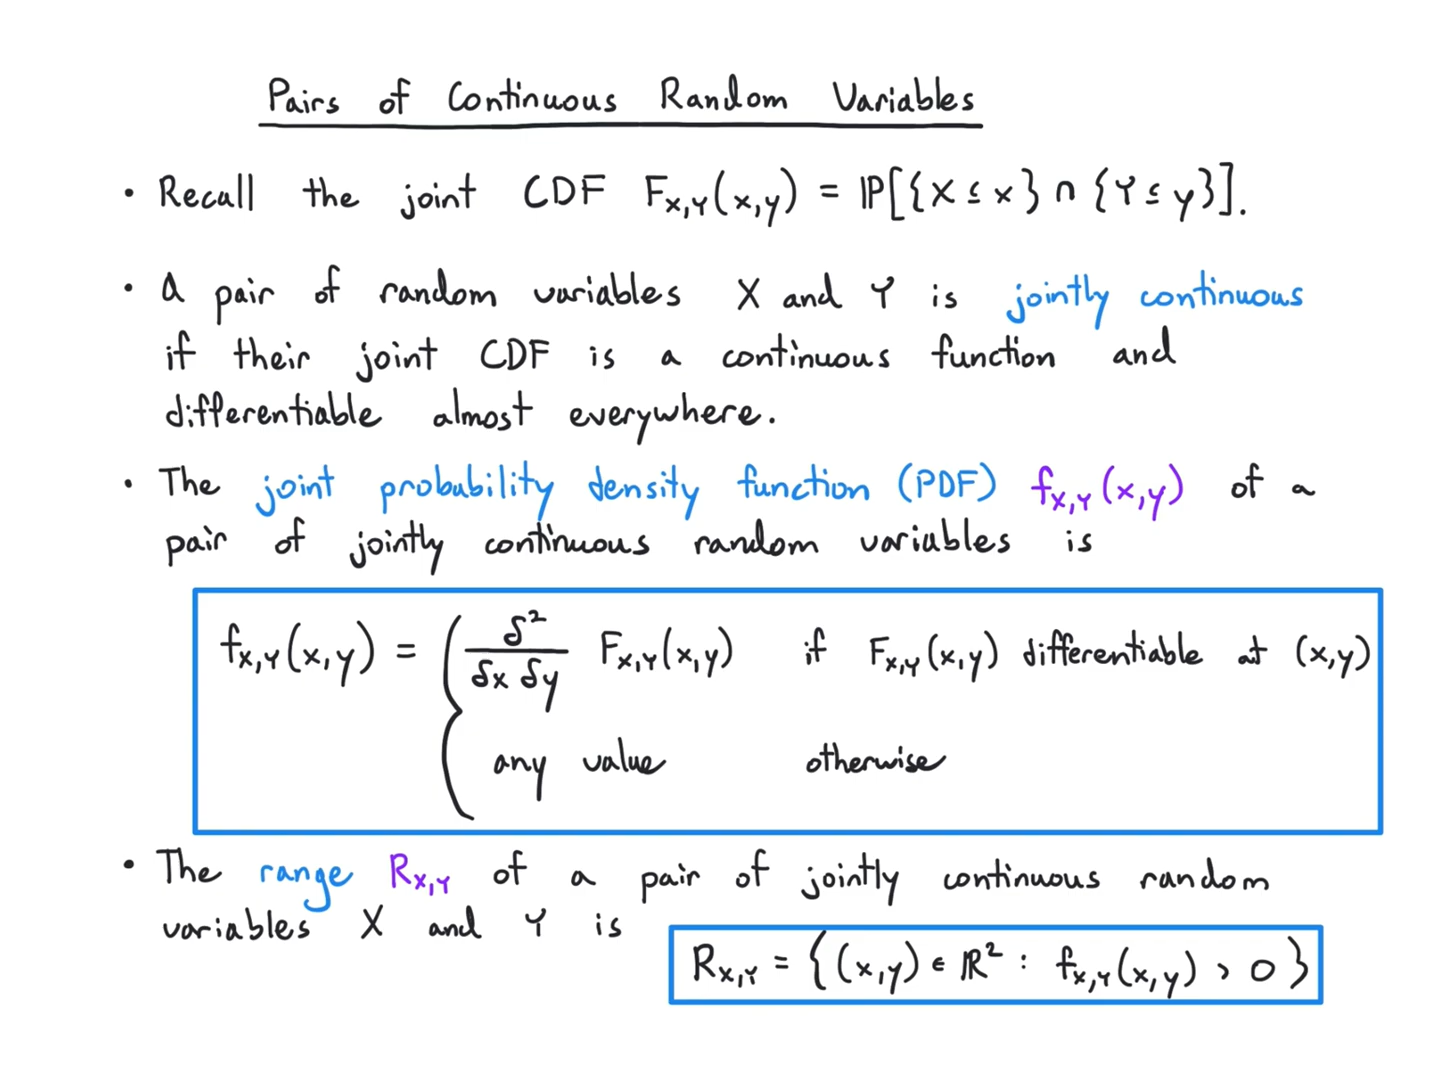 Pairs of Continuous Random Variables
• Recall the joint CDF F_{X,Y}(x,y) = ℙ[{X ≤ x} ∩ {Y ≤ y}].
• A pair of random variables X and Y is jointly continuous
if their joint CDF is a continuous function and
differentiable almost everywhere.
• The joint probability density function (PDF) f_{X,Y}(x,y) of a
pair of jointly continuous random variables is
f_{X,Y}(x,y) = { δ²/(δx δy) F_{X,Y}(x,y) if F_{X,Y}(x,y) differentiable at (x,y)
any value otherwise
• The range R_{X,Y} of a pair of jointly continuous random
variables X and Y is
R_{X,Y} = {(x,y) ∈ ℝ² : f_{X,Y}(x,y) > 0}